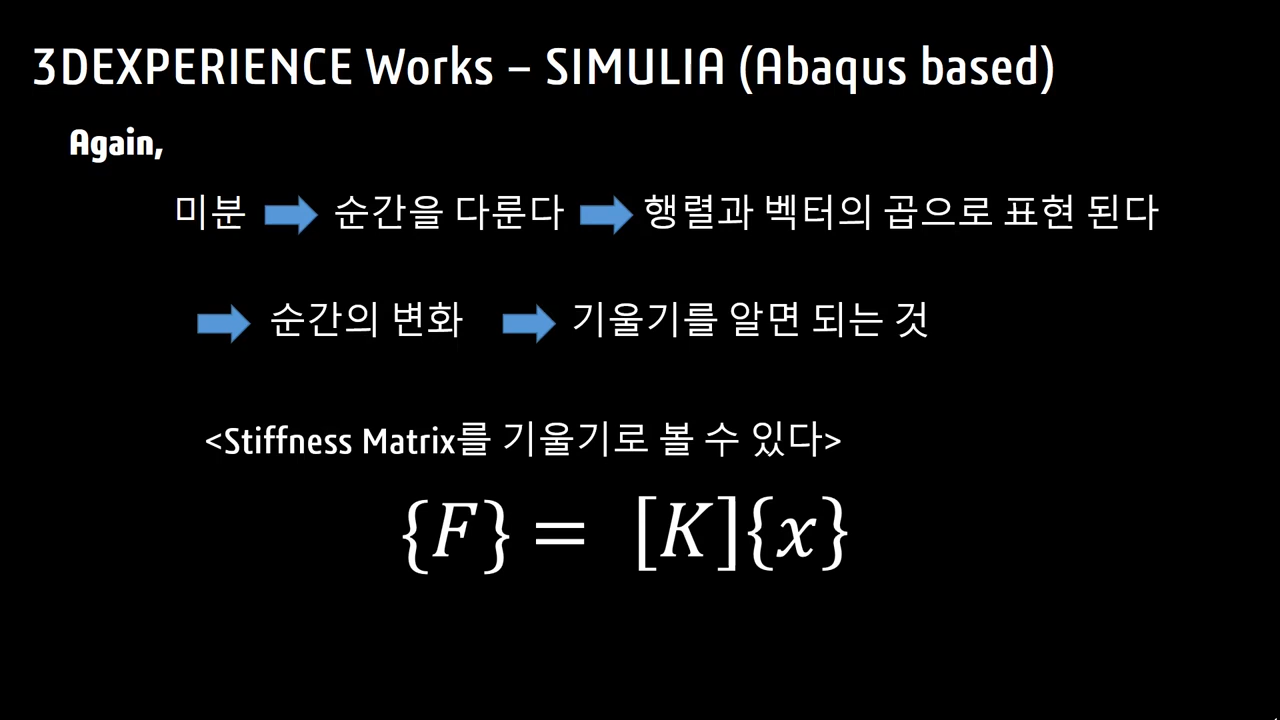 3DEXPERIENCE Works – SIMULIA (Abaqus based)
Again,
미분 순간을 다룬다 행렬과 벡터의 곱으로 표현 된다
순간의 변화 기울기를 알면 되는 것
<Stiffness Matrix를 기울기로 볼 수 있다>
{F} = [K]{x}